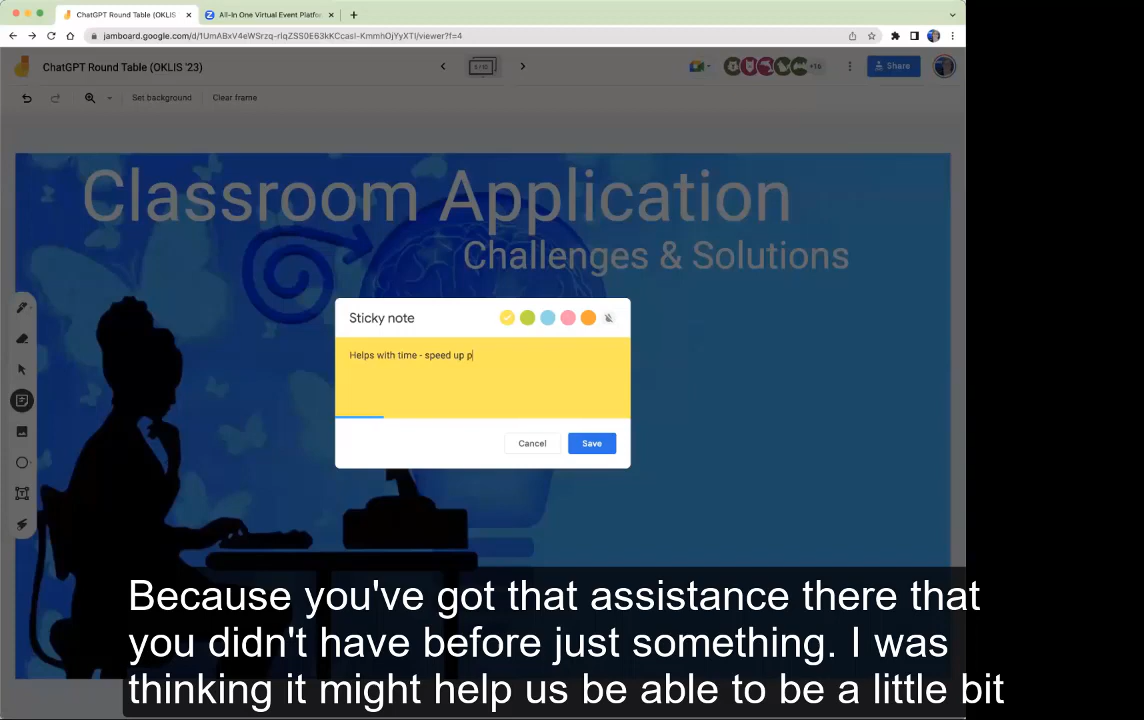 ChatGPT Round Table (OKLIS
All-In One Virtual Event Platfo
jamboard.google.com/d/1UmABxV4eWSrzq-rIqZSS0E63kKCcasI-KmmhOjYyXTI/viewer?f=4
ChatGPT Round Table (OKLIS '23)
+16
Share
Set background
Clear frame
Classroom Application
Challenges & Solutions
Sticky note
Helps with time - speed up p
Cancel
Save
Because you've got that assistance there that
you didn't have before just something. I was
thinking it might help us be able to be a little bit